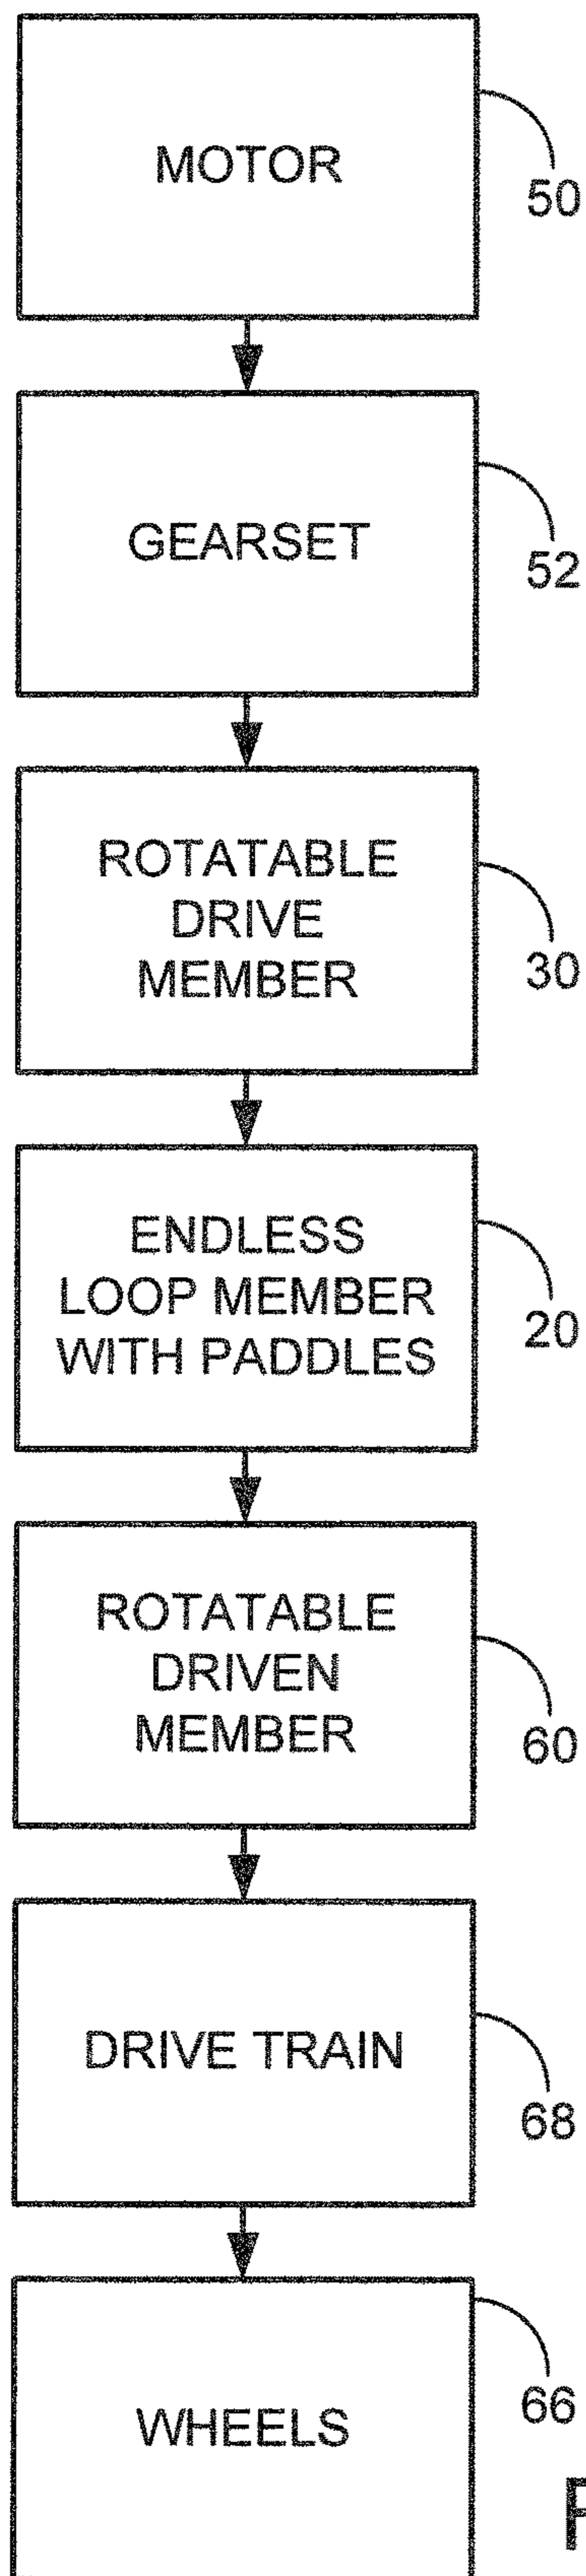 MOTOR
50
GEARSET
52
ROTATABLE
DRIVE
MEMBER
30
ENDLESS
LOOP MEMBER
WITH PADDLES
20
ROTATABLE
DRIVEN
MEMBER
60
DRIVE TRAIN
68
WHEELS
66